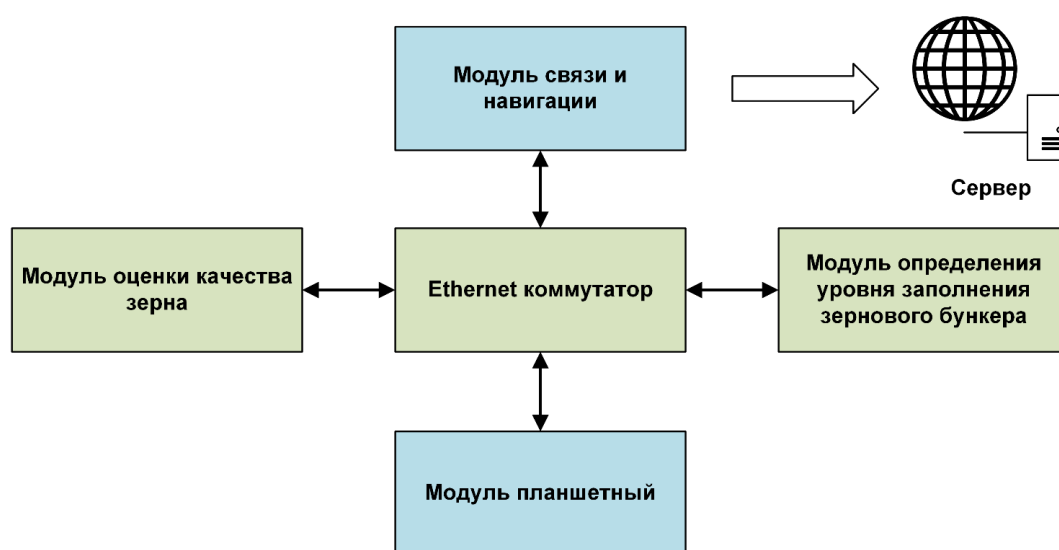 Модуль связи и
навигации
Сервер
Модуль оценки качества
зерна
Ethernet коммутатор
Модуль определения
уровня заполнения
зернового бункера
Модуль планшетный